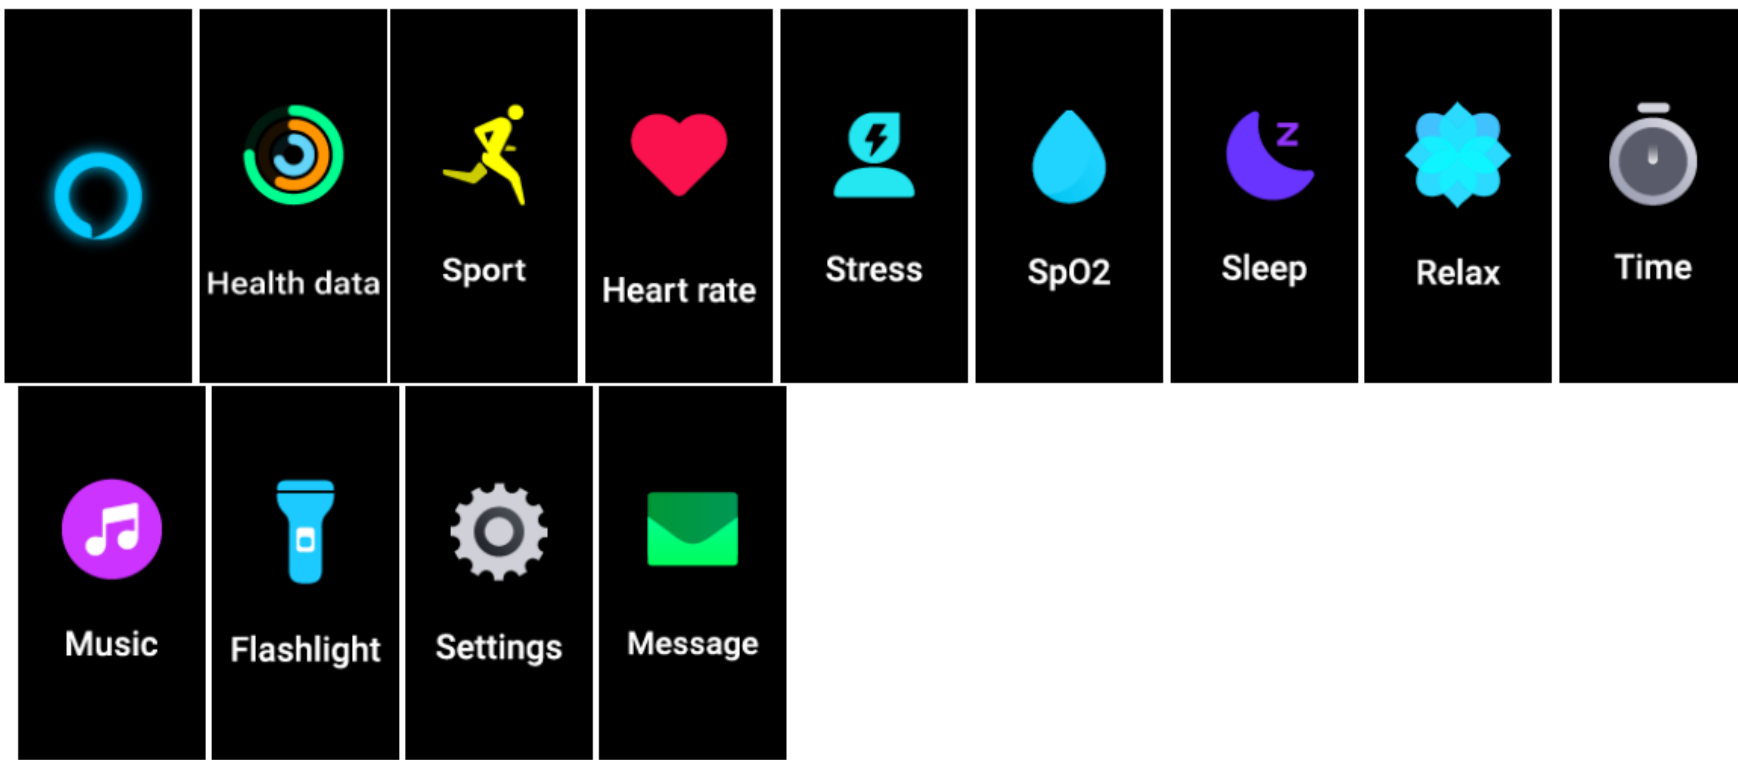 Health data
Sport
Heart rate
Stress
SpO2
z
Sleep
Relax
Time
Music
Flashlight
Settings
Message